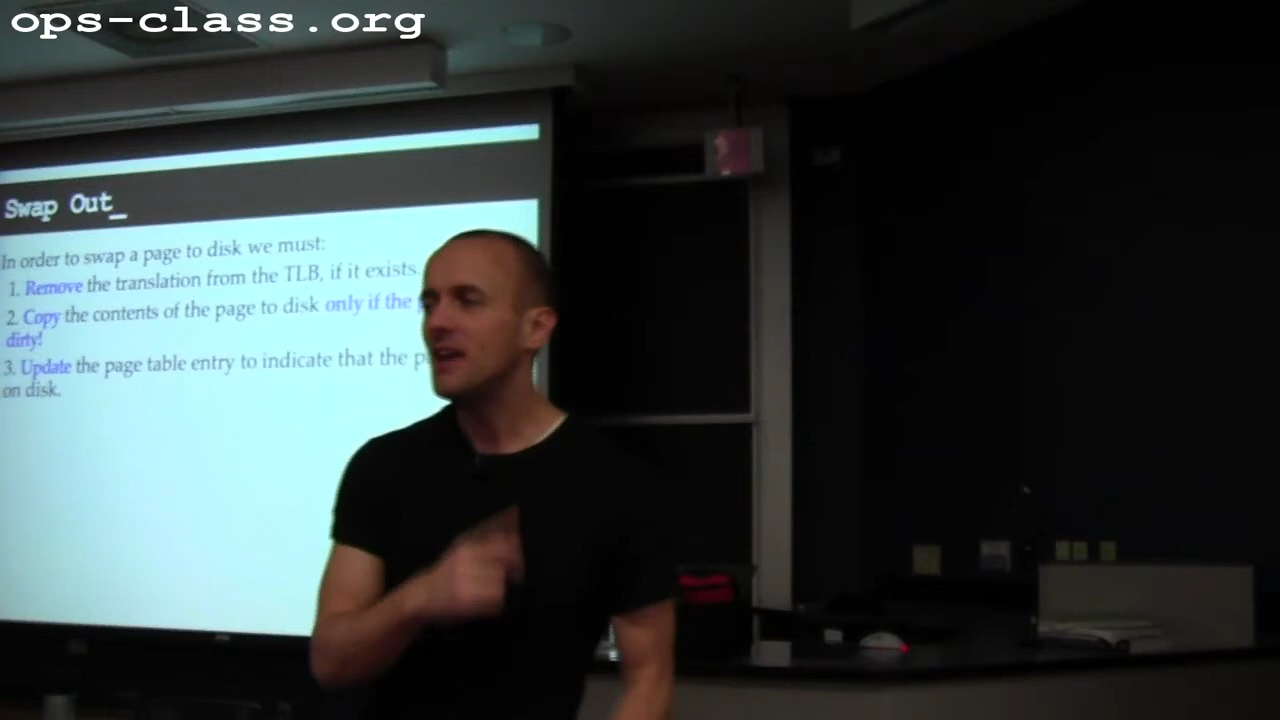 ops-class.org
Swap Out_
In order to swap a page to disk we must:
1. Remove the translation from the TLB, if it exists.
2. Copy the contents of the page to disk only if the
dirty!
3. Update the page table entry to indicate that the
on disk.